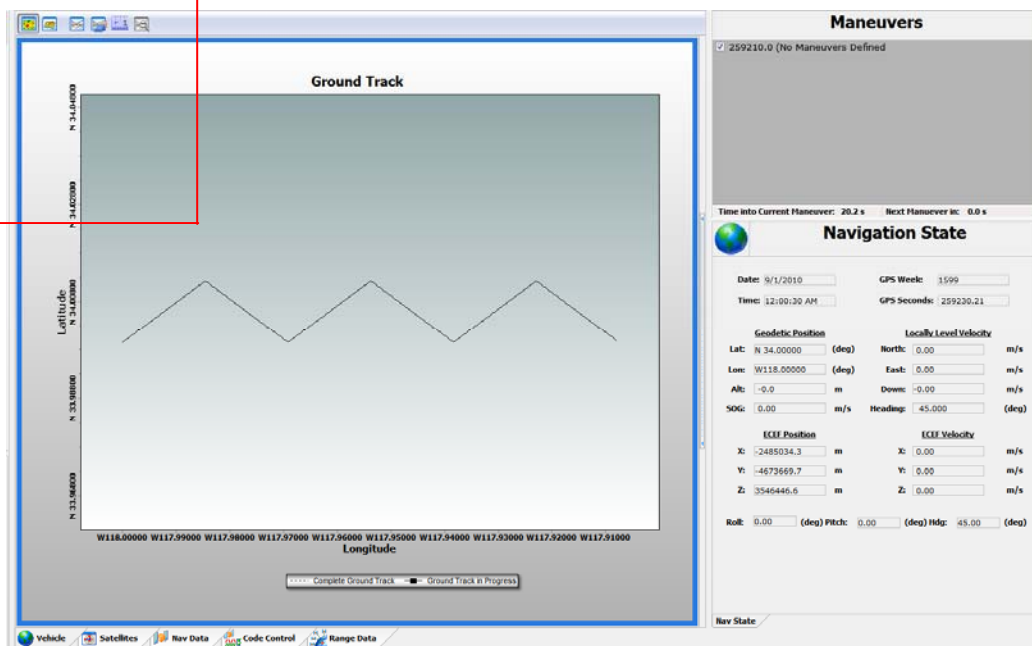 Ground Track
N 34.04000
N 34.02000
N 34.00000
N 33.98000
N 33.96000
Latitude
W118.00000 W117.99000 W117.98000 W117.97000 W117.96000 W117.95000 W117.94000 W117.93000 W117.92000 W117.91000
Longitude
Complete Ground Track Ground Track in Progress
Vehicle Satellites Nav Data Code Control Range Data
Maneuvers
259210.0 (No Maneuvers Defined
Time into Current Maneuver: 20.2 s Next Manuever in: 0.0 s
Navigation State
Date: 9/1/2010 GPS Week: 1599
Time: 12:00:30 AM GPS Seconds: 259230.21
Geodetic Position Locally Level Velocity
Lat: N 34.00000 (deg) North: 0.00 m/s
Lon: W118.00000 (deg) East: 0.00 m/s
Alt: -0.0 m Down: -0.00 m/s
SOG: 0.00 m/s Heading: 45.000 (deg)
ECEF Position ECEF Velocity
X: -2485034.3 m X: 0.00 m/s
Y: -4673669.7 m Y: 0.00 m/s
Z: 3546446.6 m Z: 0.00 m/s
Roll: 0.00 (deg) Pitch: 0.00 (deg) Hdg: 45.00 (deg)
Nav State